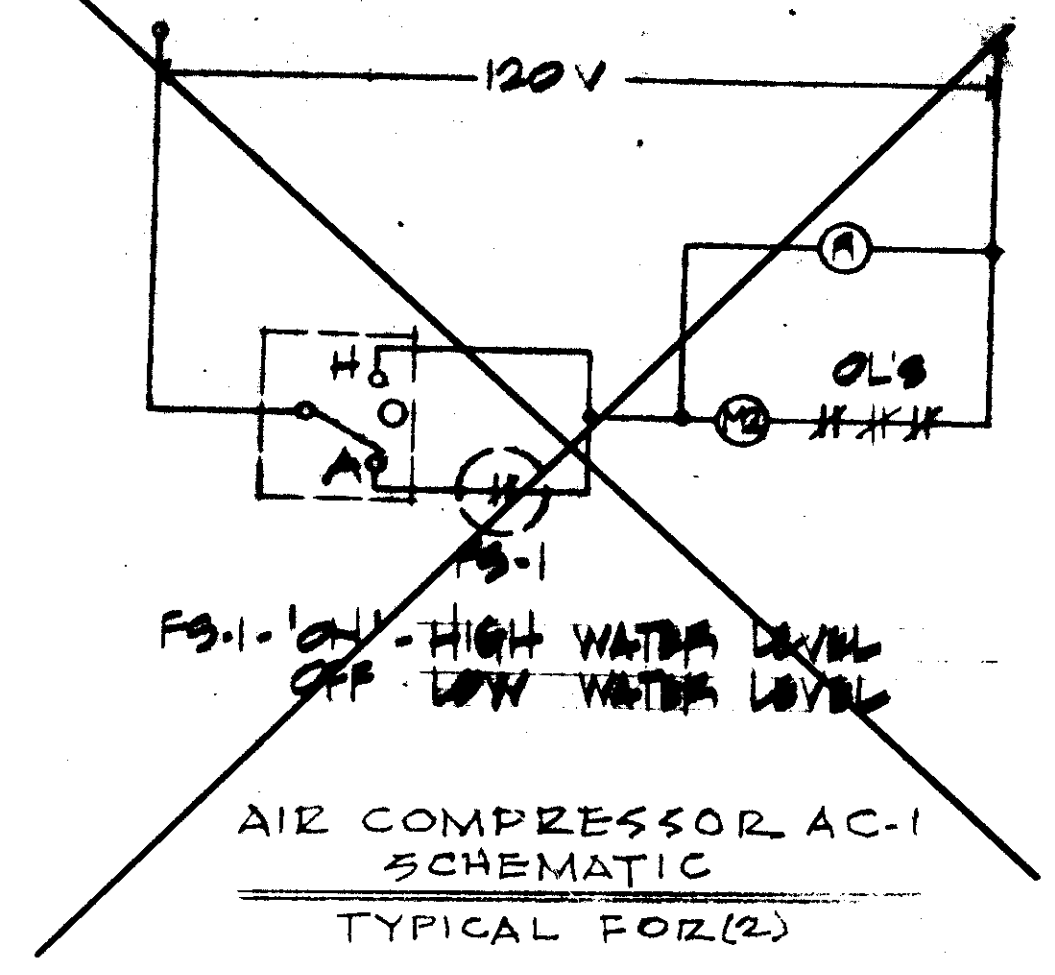 120 V
R
OL'S
H
O
M2
A
FS-1
FS-1 - 'ON' - HIGH WATER LEVEL
OFF - LOW WATER LEVEL
AIR COMPRESSOR AC-1
SCHEMATIC
TYPICAL FOR (2)